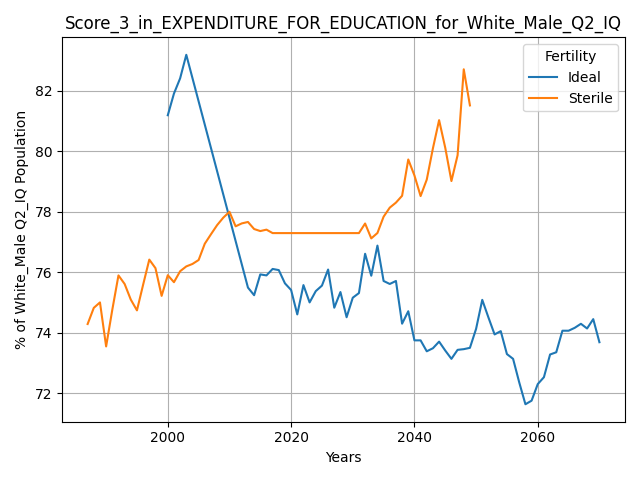 Score_3_in_EXPENDITURE_FOR_EDUCATION_for_White_Male_Q2_IQ
Fertility
Ideal
Sterile
% of White_Male Q2_IQ Population
82
80
78
76
74
72
2000
2020
2040
2060
Years